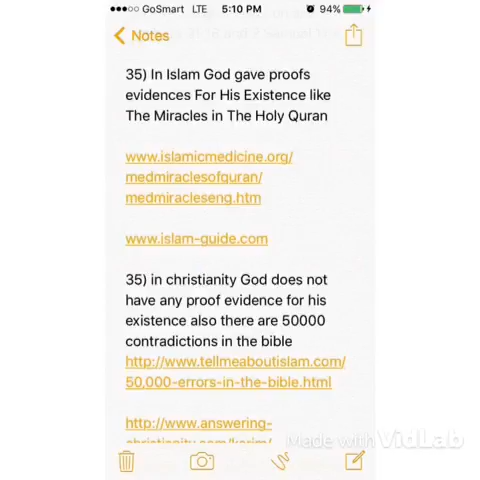 GoSmart LTE 5:10 PM 94%
Notes
35) In Islam God gave proofs
evidences For His Existence like
The Miracles in The Holy Quran
www.islamicmedicine.org/
medmiraclesofquran/
medmiracleseng.htm
www.islam-guide.com
35) in christianity God does not
have any proof evidence for his
existence also there are 50000
contradictions in the bible
http://www.tellmeaboutislam.com/
50,000-errors-in-the-bible.html
http://www.answering-
christianity.com/karim/
Made with VidLab